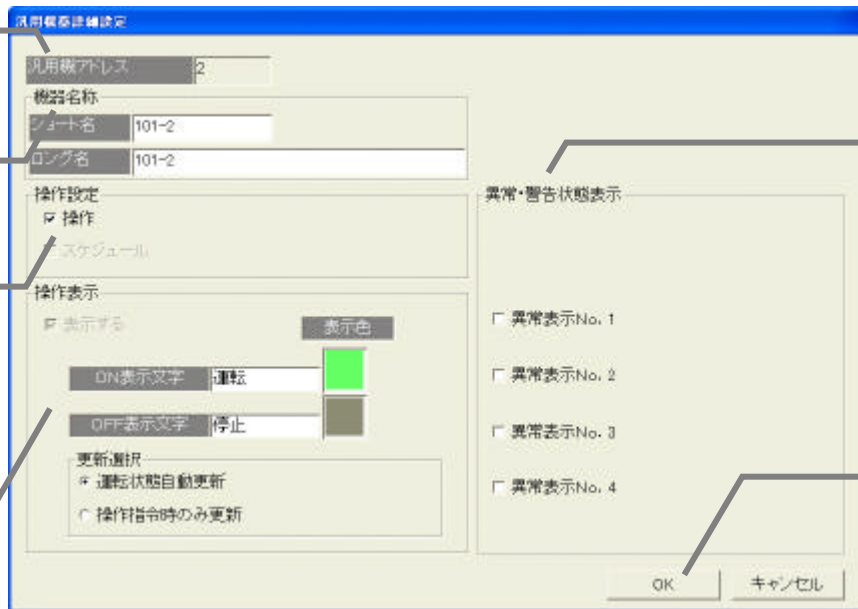 汎用機器詳細設定
汎用機アドレス 2
機器名称
ショート名 101-2
ロング名 101-2
操作設定
操作
スケジュール
操作表示
表示する 表示色
ON表示文字 運転
OFF表示文字 停止
更新選択
運転状態自動更新
操作指令時のみ更新
異常・警告状態表示
異常表示No. 1
異常表示No. 2
異常表示No. 3
異常表示No. 4
OK キャンセル